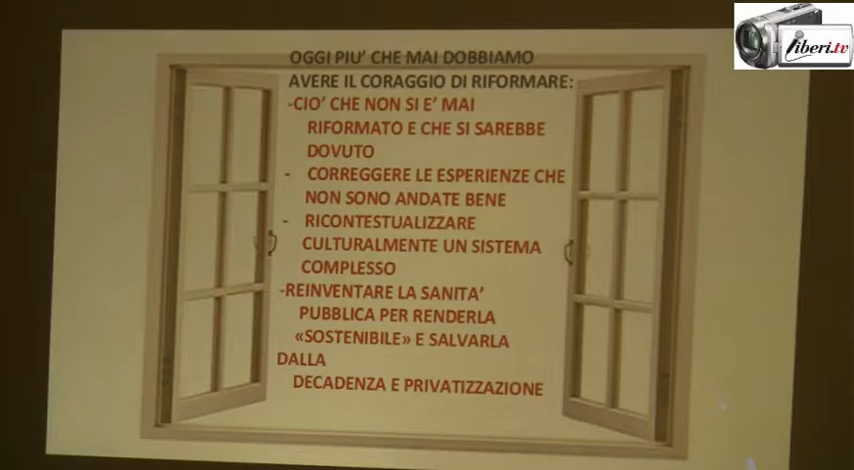 liberi.tv
OGGI PIU' CHE MAI DOBBIAMO
AVERE IL CORAGGIO DI RIFORMARE:
-CIO' CHE NON SI E' MAI
RIFORMATO E CHE SI SAREBBE
DOVUTO
- CORREGGERE LE ESPERIENZE CHE
NON SONO ANDATE BENE
- RICONTESTUALIZZARE
CULTURALMENTE UN SISTEMA
COMPLESSO
-REINVENTARE LA SANITA'
PUBBLICA PER RENDERLA
«SOSTENIBILE» E SALVARLA
DALLA
DECADENZA E PRIVATIZZAZIONE